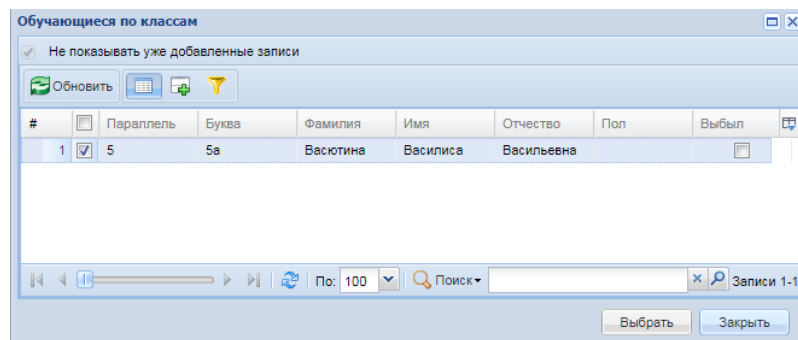 Обучающиеся по классам
Не показывать уже добавленные записи
Обновить
# Параллель Буква Фамилия Имя Отчество Пол Выбыл
1 5 5а Васютина Василиса Васильевна
По: 100 Поиск Записи 1-1
Выбрать Закрыть